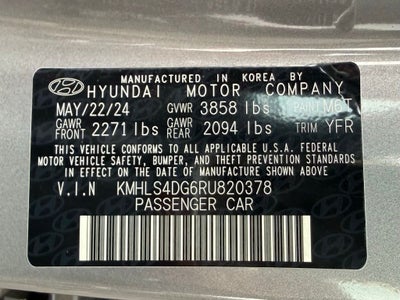 MANUFACTURED IN KOREA BY
HYUNDAI MOTOR COMPANY
MAY/22/24 GVWR 3858 lbs PAINT M6T
GAWR FRONT 2271 lbs GAWR REAR 2094 lbs TRIM YFR
THIS VEHICLE CONFORMS TO ALL APPLICABLE U.S.A. FEDERAL
MOTOR VEHICLE SAFETY, BUMPER, AND THEFT PREVENTION STANDARDS
IN EFFECT ON THE DATE OF MANUFACTURE SHOWN ABOVE.
V.I.N KMHLS4DG6RU820378
PASSENGER CAR